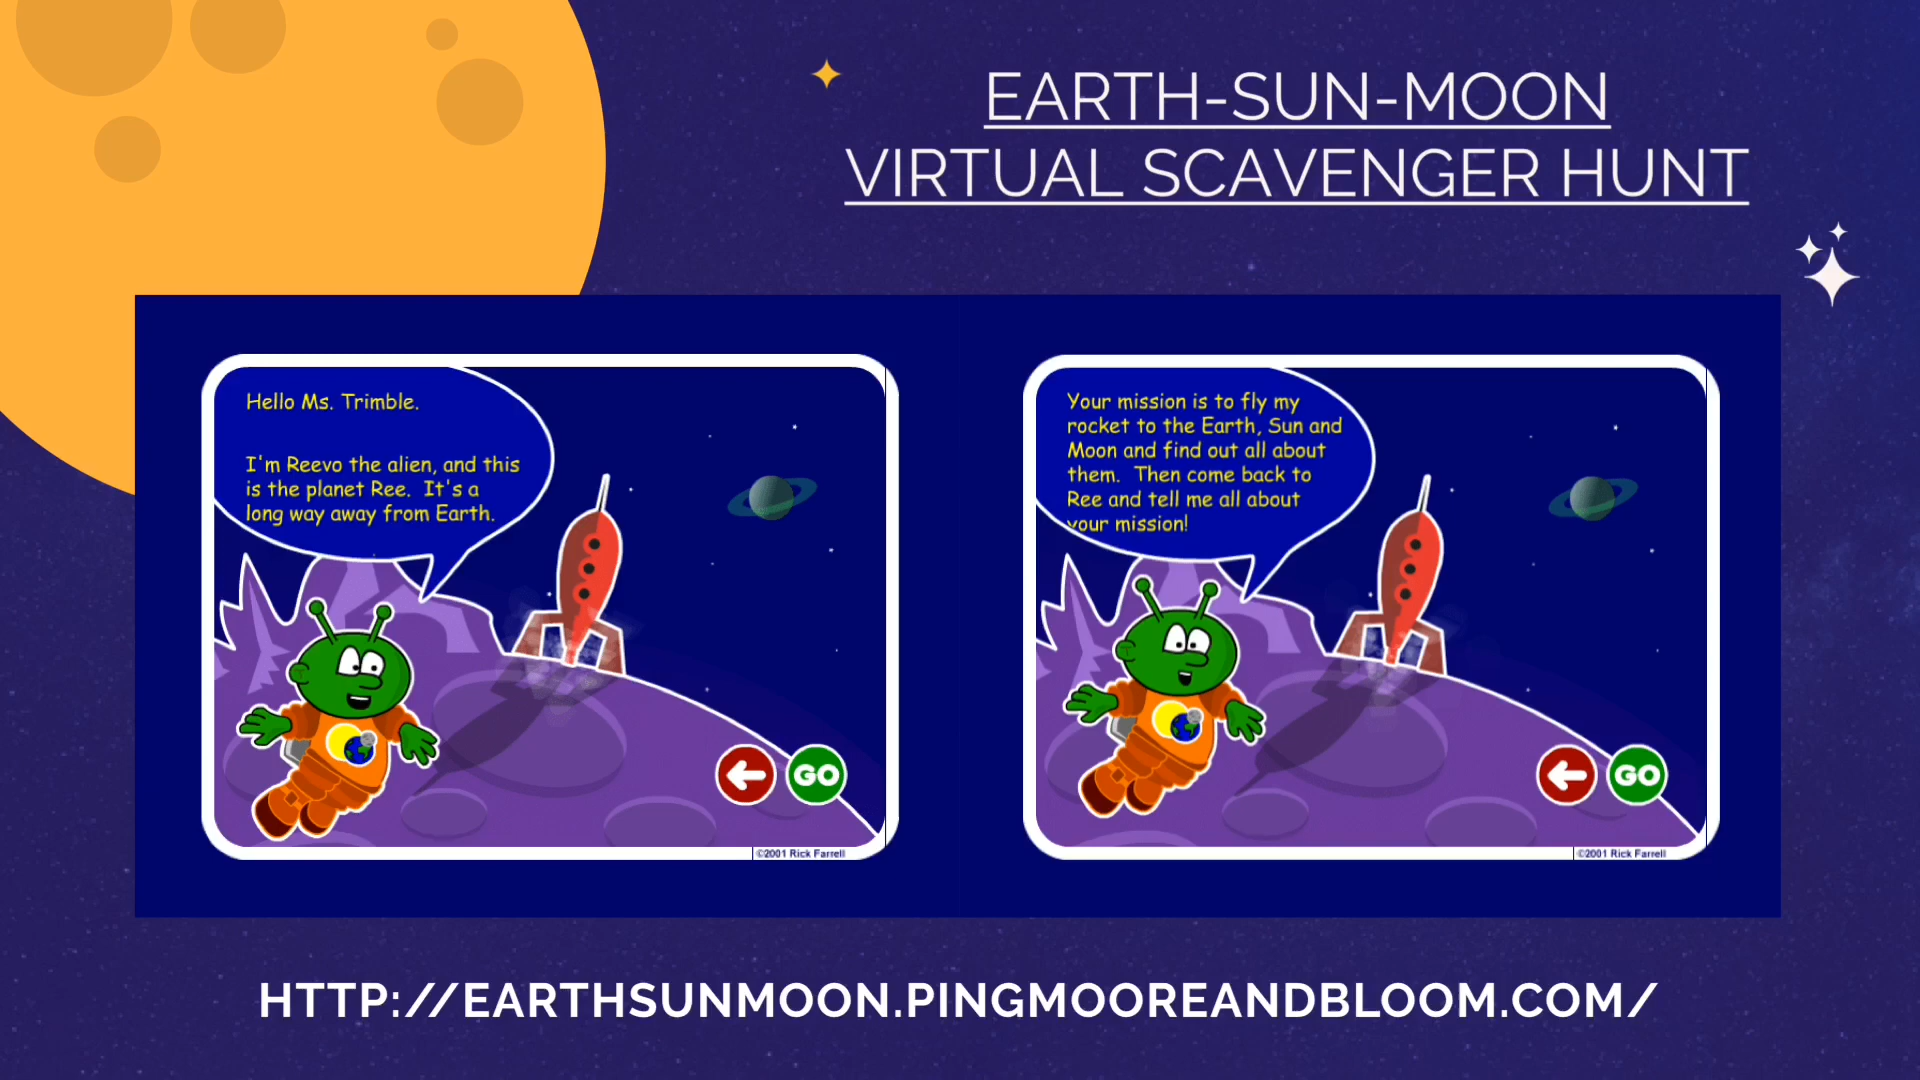 EARTH-SUN-MOON
VIRTUAL SCAVENGER HUNT
Hello Ms. Trimble.
I'm Reevo the alien, and this
is the planet Ree. It's a
long way away from Earth.
GO
©2001 Rick Farrell
Your mission is to fly my
rocket to the Earth, Sun and
Moon and find out all about
them. Then come back to
Ree and tell me all about
your mission!
GO
©2001 Rick Farrell
HTTP://EARTHSUNMOON.PINGMOOREANDBLOOM.COM/